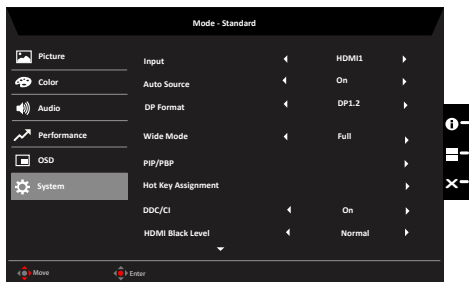 Mode - Standard
Picture
Color
Audio
Performance
OSD
System
Input HDMI1
Auto Source On
DP Format DP1.2
Wide Mode Full
PIP/PBP
Hot Key Assignment
DDC/CI On
HDMI Black Level Normal
Move Enter